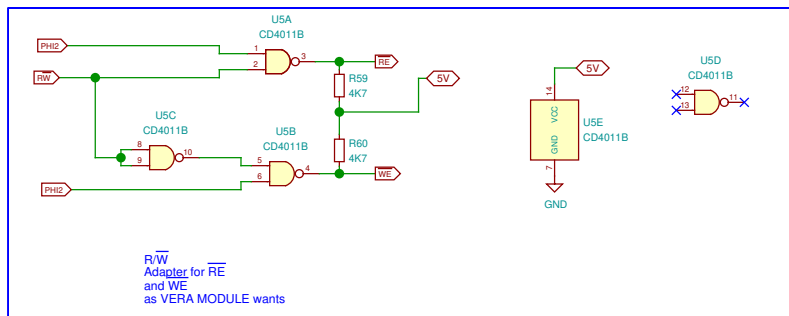 U5A
CD4011B
PHI2
1
2
3
RE
RW
R59
4K7
5V
U5C
CD4011B
8
9
10
U5B
CD4011B
5
6
4
R60
4K7
WE
PHI2
5V
14
VCC
GND
7
U5E
CD4011B
GND
U5D
CD4011B
12
13
11
R/W
Adapter for RE
and WE
as VERA MODULE wants